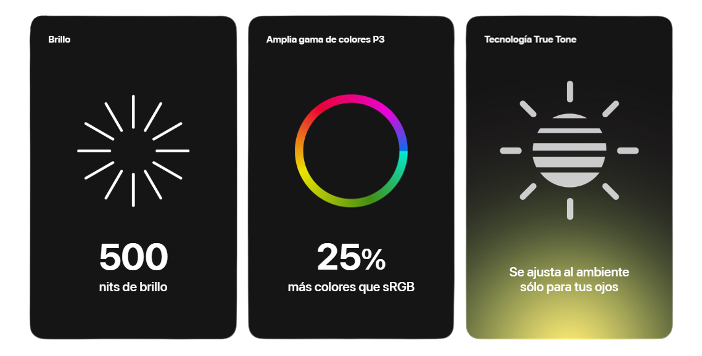 Brillo
500
nits de brillo
Amplia gama de colores P3
25%
más colores que sRGB
Tecnología True Tone
Se ajusta al ambiente
sólo para tus ojos